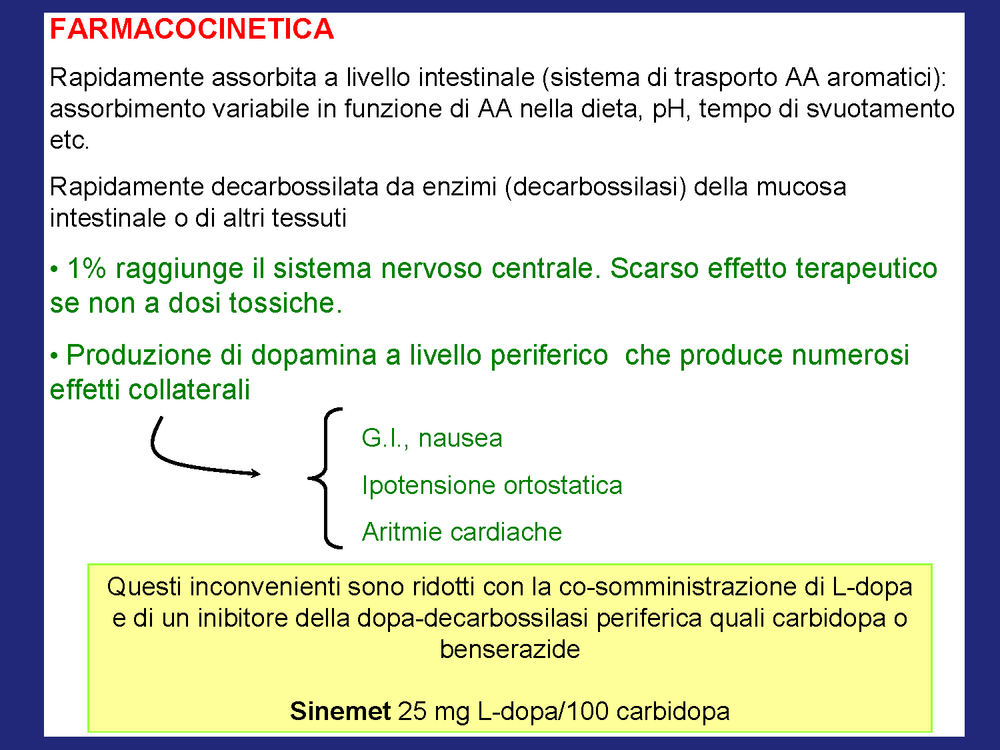 FARMACOCINETICA
Rapidamente assorbita a livello intestinale (sistema di trasporto AA aromatici):
assorbimento variabile in funzione di AA nella dieta, pH, tempo di svuotamento
etc.
Rapidamente decarbossilata da enzimi (decarbossilasi) della mucosa
intestinale o di altri tessuti
• 1% raggiunge il sistema nervoso centrale. Scarso effetto terapeutico
se non a dosi tossiche.
• Produzione di dopamina a livello periferico che produce numerosi
effetti collaterali
G.I., nausea
Ipotensione ortostatica
Aritmie cardiache
Questi inconvenienti sono ridotti con la co-somministrazione di L-dopa
e di un inibitore della dopa-decarbossilasi periferica quali carbidopa o
benserazide
Sinemet 25 mg L-dopa/100 carbidopa